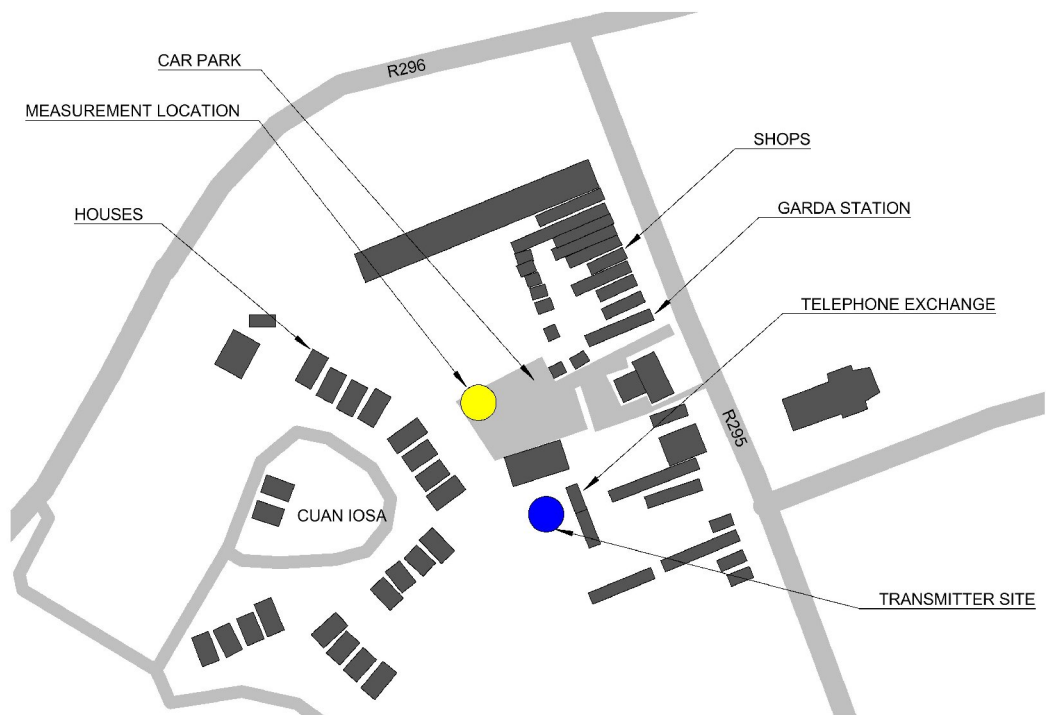 R296
CAR PARK
MEASUREMENT LOCATION
SHOPS
HOUSES
GARDA STATION
TELEPHONE EXCHANGE
R295
CUAN IOSA
TRANSMITTER SITE